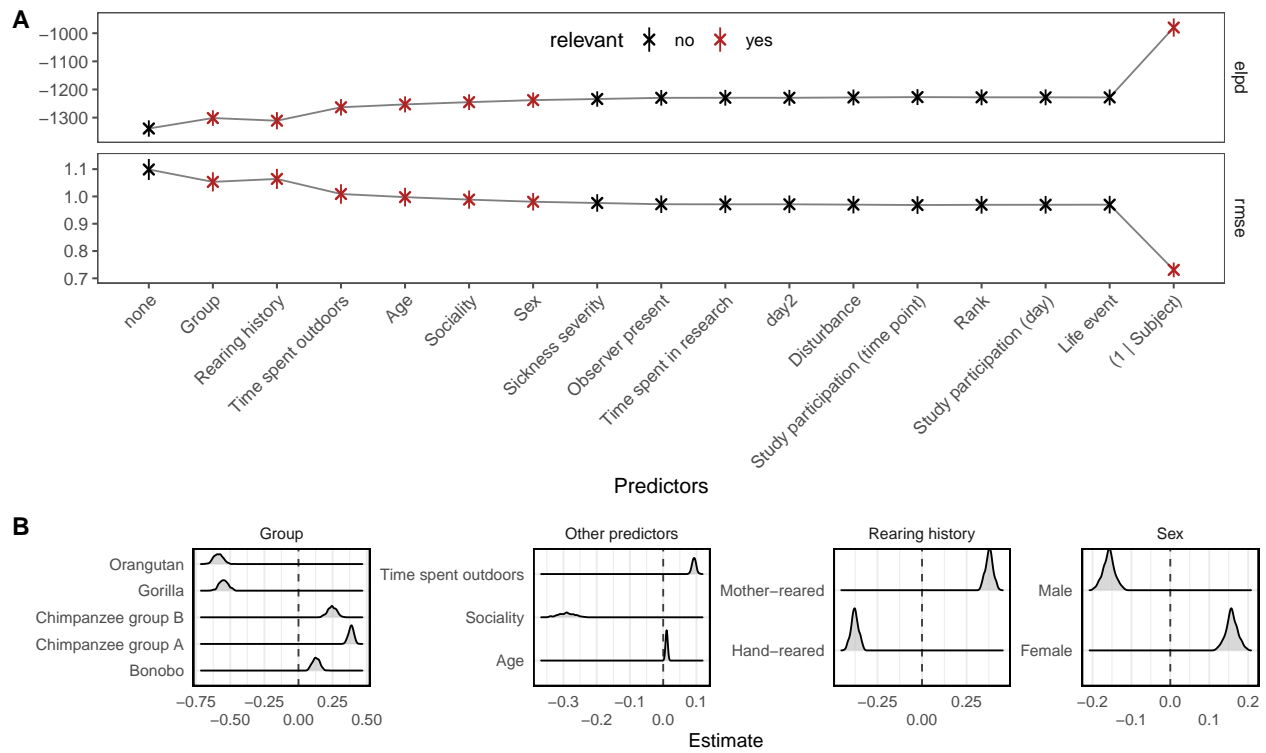 A
relevant no yes
−1000
−1100
−1200
−1300
elpd
1.1
1.0
0.9
0.8
0.7
rmse
none
Group
Rearing history
Time spent outdoors
Age
Sociality
Sex
Sickness severity
Observer present
Time spent in research
day2
Disturbance
Study participation (time point)
Rank
Study participation (day)
Life event
(1 | Subject)
Predictors
B
Group
Orangutan
Gorilla
Chimpanzee group B
Chimpanzee group A
Bonobo
−0.75 −0.25 0.25
−0.50 0.00 0.50
Other predictors
Time spent outdoors
Sociality
Age
−0.3 −0.1
−0.2 0.0
Rearing history
Mother−reared
Hand−reared
−0.25 0.25
0.00
Sex
Male
Female
−0.2 0.0 0.2
−0.1 0.1
Estimate